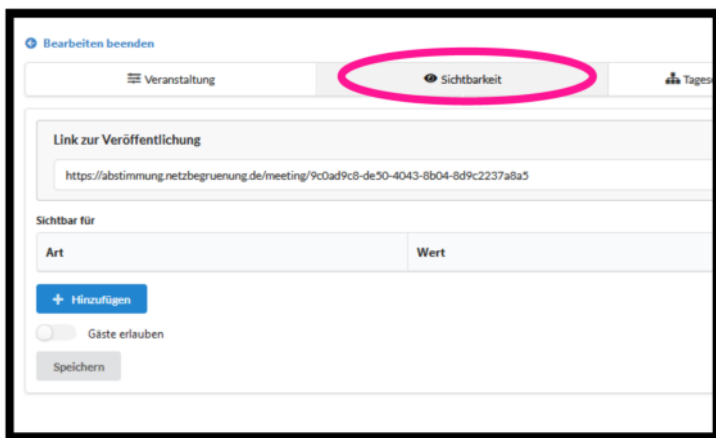 Bearbeiten beenden
Veranstaltung
Sichtbarkeit
Link zur Veröffentlichung
https://abstimmung.netzbegruenung.de/meeting/9c0ad9c8-de50-4043-8b04-8d9c2237a8a5
Sichtbar für
Art Wert
+ Hinzufügen
Gäste erlauben
Speichern